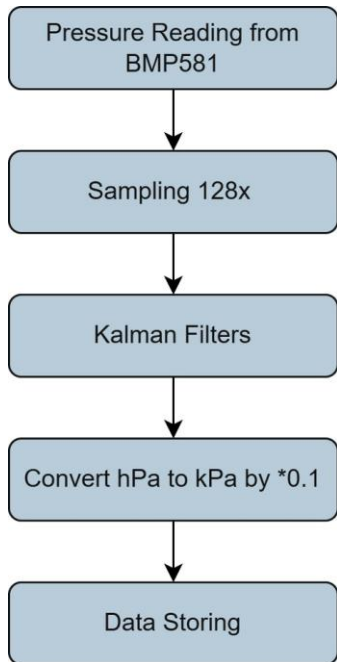 Pressure Reading from
BMP581
Sampling 128x
Kalman Filters
Convert hPa to kPa by *0.1
Data Storing